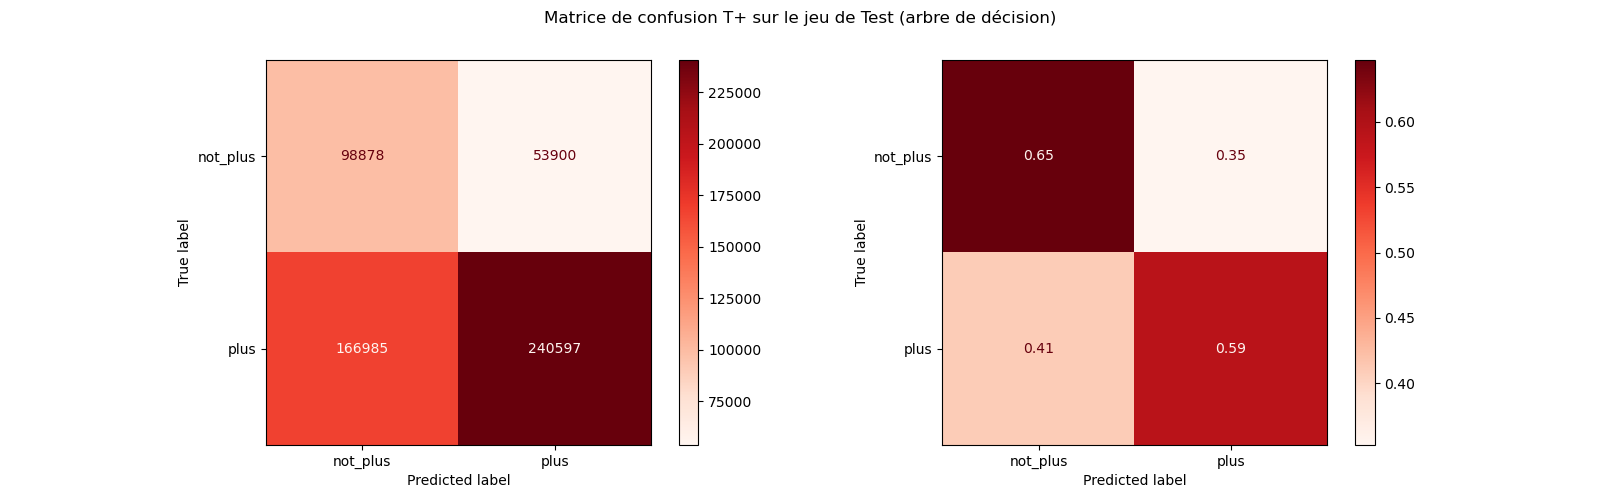 Matrice de confusion T+ sur le jeu de Test (arbre de décision)
True label
not_plus
plus
98878 53900
166985 240597
not_plus plus
Predicted label
225000
200000
175000
150000
125000
100000
75000
True label
not_plus
plus
0.65 0.35
0.41 0.59
not_plus plus
Predicted label
0.60
0.55
0.50
0.45
0.40